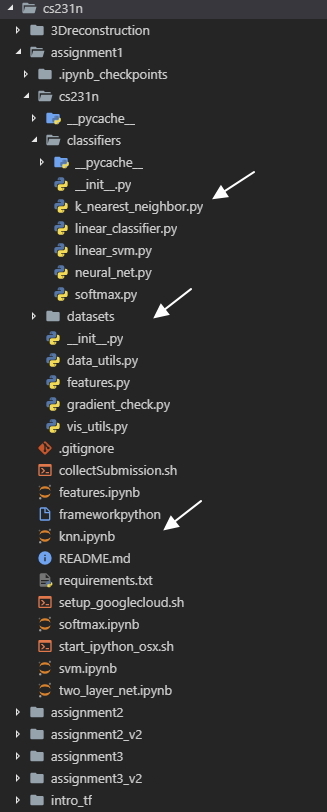 cs231n
3Dreconstruction
assignment1
.ipynb_checkpoints
cs231n
__pycache__
classifiers
__pycache__
__init__.py
k_nearest_neighbor.py
linear_classifier.py
linear_svm.py
neural_net.py
softmax.py
datasets
__init__.py
data_utils.py
features.py
gradient_check.py
vis_utils.py
.gitignore
collectSubmission.sh
features.ipynb
frameworkpython
knn.ipynb
README.md
requirements.txt
setup_googlecloud.sh
softmax.ipynb
start_ipython_osx.sh
svm.ipynb
two_layer_net.ipynb
assignment2
assignment2_v2
assignment3
assignment3_v2
intro_tf